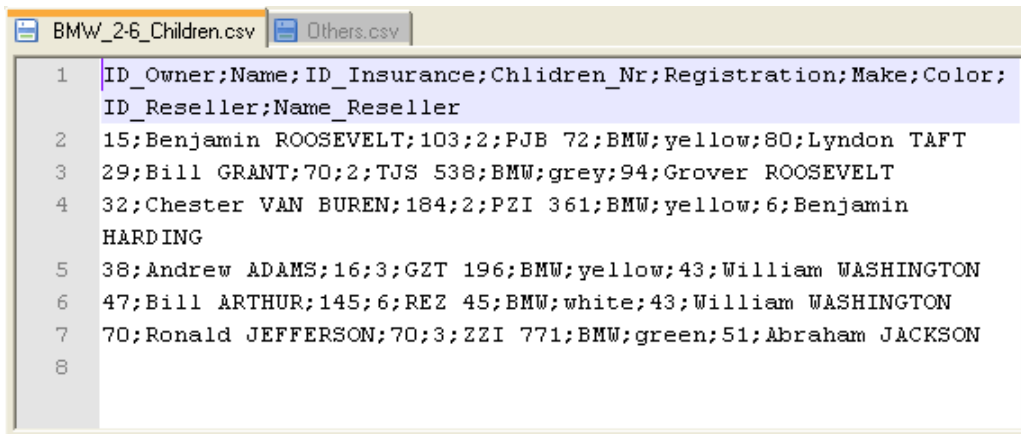 BMW_2-6_Children.csv Others.csv
1 ID_Owner;Name;ID_Insurance;Chlidren_Nr;Registration;Make;Color;
ID_Reseller;Name_Reseller
2 15;Benjamin ROOSEVELT;103;2;PJB 72;BMW;yellow;80;Lyndon TAFT
3 29;Bill GRANT;70;2;TJS 538;BMW;grey;94;Grover ROOSEVELT
4 32;Chester VAN BUREN;184;2;PZI 361;BMW;yellow;6;Benjamin
HARDING
5 38;Andrew ADAMS;16;3;GZT 196;BMW;yellow;43;William WASHINGTON
6 47;Bill ARTHUR;145;6;REZ 45;BMW;white;43;William WASHINGTON
7 70;Ronald JEFFERSON;70;3;ZZI 771;BMW;green;51;Abraham JACKSON
8